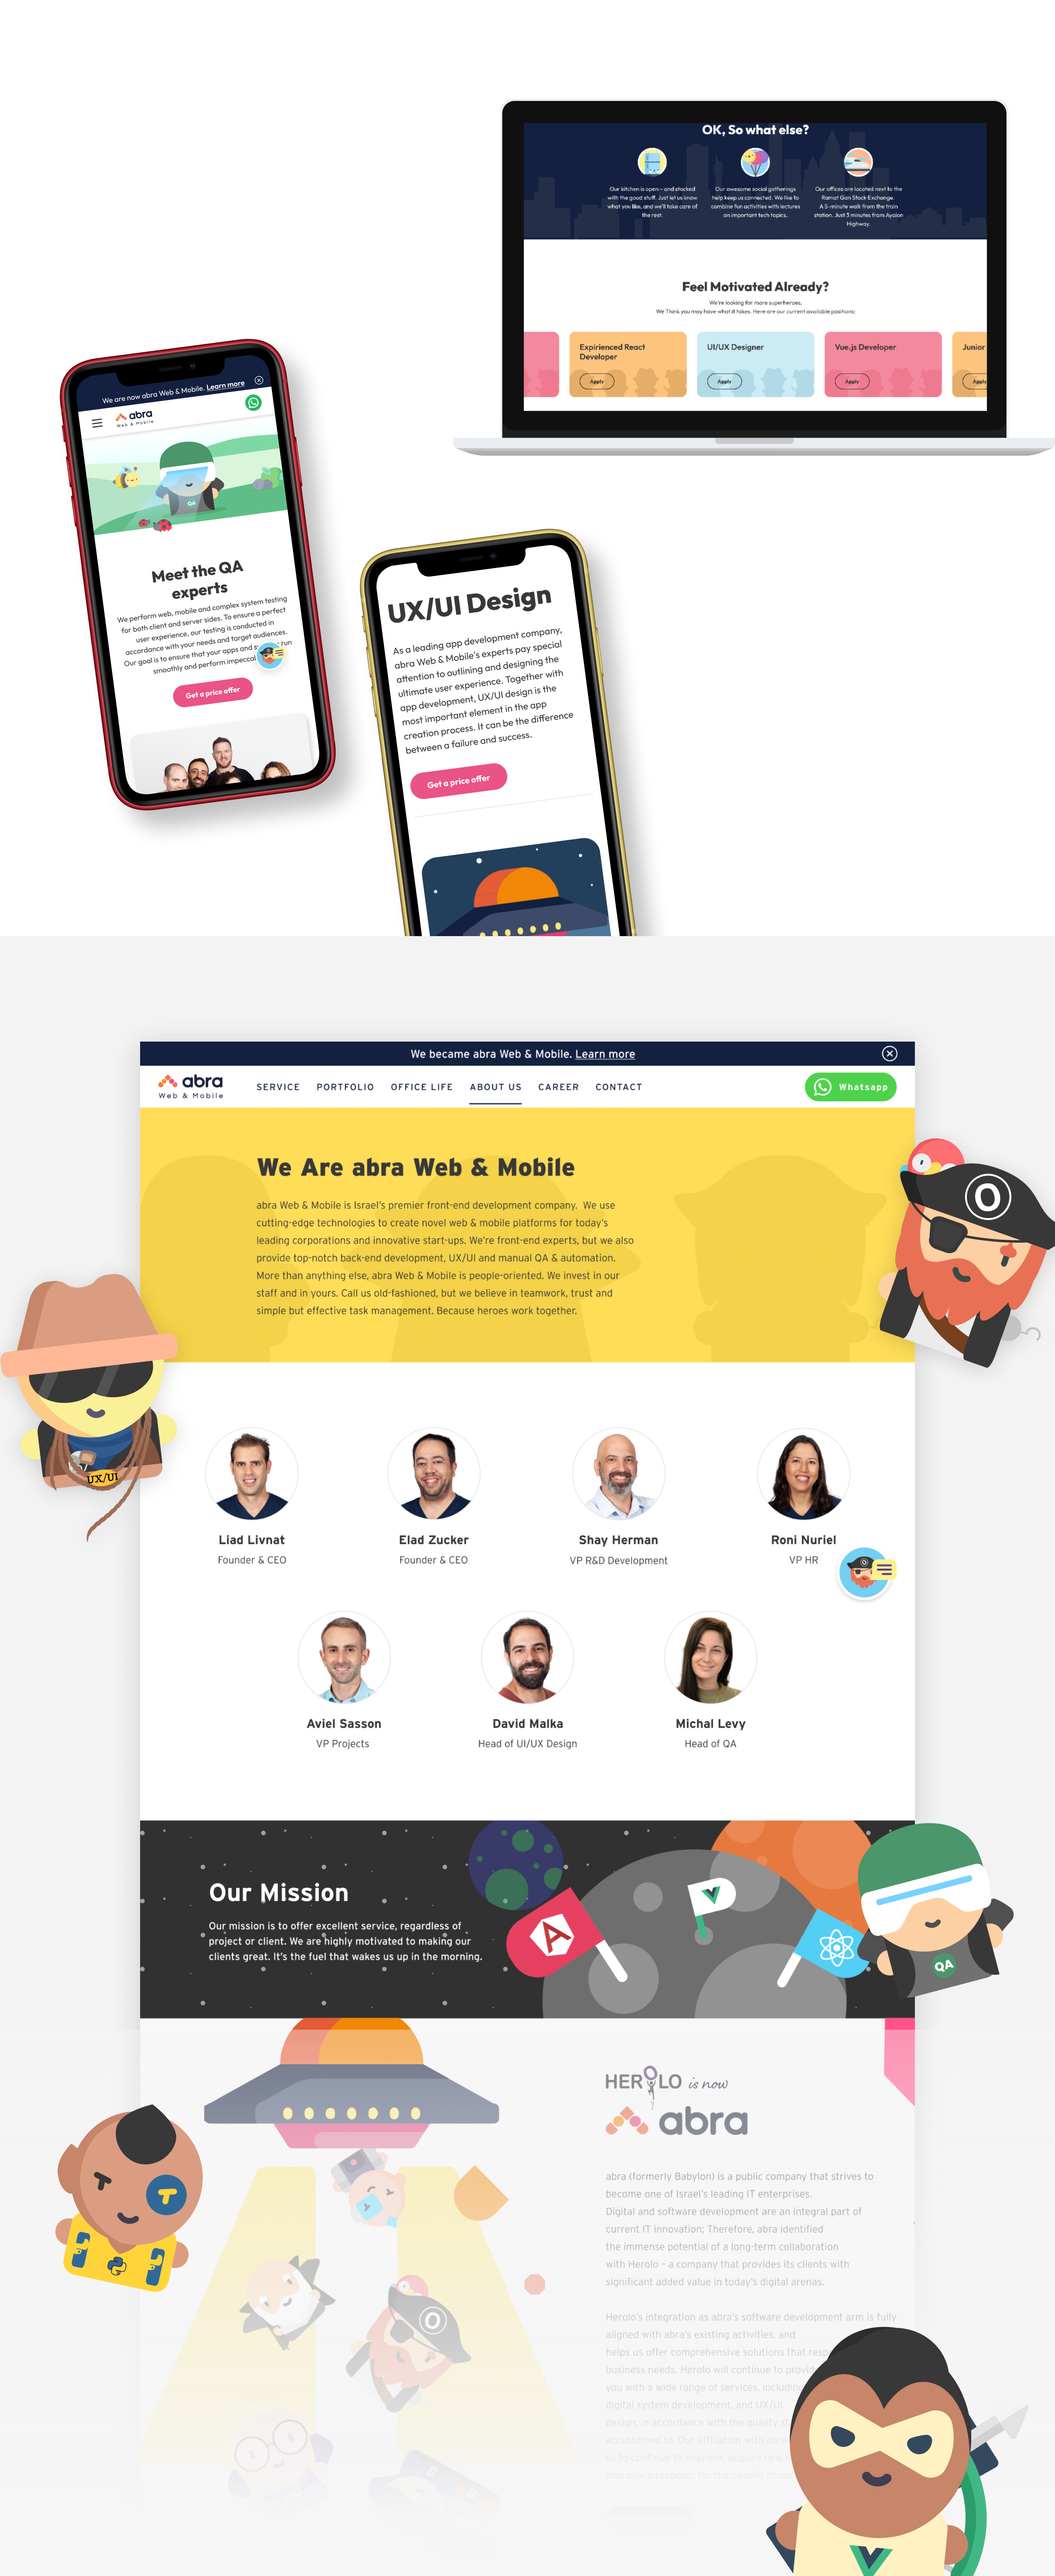 OK, So what else?
Our kitchen is open – and stocked
with the good stuff. Just let us know
what you like, and we'll take care of
the rest.
Our awesome social gatherings
help keep us connected. We like to
combine fun activities with lectures
on important tech topics.
Our offices are located next to the
Ramat Gan Stock Exchange.
A 5-minute walk from the train
station. Just 3 minutes from Ayalon
Highway.
Feel Motivated Already?
We're looking for more superheroes.
We Think you may have what it takes. Here are our current available positions:
Expirienced React
Developer
Apply
UI/UX Designer
Apply
Vue.js Developer
Apply
Junior
Apply
We are now abra Web & Mobile. Learn more
abra
Web & Mobile
QA
Meet the QA
experts
We perform web, mobile and complex system testing
for both client and server sides. To ensure a perfect
user experience, our testing is conducted in
accordance with your needs and target audiences.
Our goal is to ensure that your apps and run
smoothly and perform
Get a price offer
UX/UI Design
As a leading app development company,
abra Web & Mobile's experts pay special
attention to outlining and designing the
ultimate user experience. Together with
app development, UX/UI design is the
most important element in the app
creation process. It can be the difference
between a failure and success.
Get a price offer
We became abra Web & Mobile. Learn more
abra
Web & Mobile
SERVICE PORTFOLIO OFFICE LIFE ABOUT US CAREER CONTACT
Whatsapp
We Are abra Web & Mobile
abra Web & Mobile is Israel's premier front-end development company. We use
cutting-edge technologies to create novel web & mobile platforms for today's
leading corporations and innovative start-ups. We're front-end experts, but we also
provide top-notch back-end development, UX/UI and manual QA & automation.
More than anything else, abra Web & Mobile is people-oriented. We invest in our
staff and in yours. Call us old-fashioned, but we believe in teamwork, trust and
simple but effective task management. Because heroes work together.
O
UX/UI
Liad Livnat
Founder & CEO
Elad Zucker
Founder & CEO
Shay Herman
VP R&D Development
Roni Nuriel
VP HR
Aviel Sasson
VP Projects
David Malka
Head of UI/UX Design
Michal Levy
Head of QA
Our Mission
Our mission is to offer excellent service, regardless of
project or client. We are highly motivated to making our
clients great. It's the fuel that wakes us up in the morning.
A
QA
HEROLO is now
abra
abra (formerly Babylon) is a public company that strives to
become one of Israel's leading IT enterprises.
Digital and software development are an integral part of
current IT innovation; Therefore, abra identified
the immense potential of a long-term collaboration
with Herolo – a company that provides its clients with
significant added value in today's digital arenas.
Herolo's integration as abra's software development arm is fully
aligned with abra's existing activities, and
helps us offer comprehensive solutions that
business needs. Herolo will continue to
you with a wide range of services, including
digital system development, and UX/UI
design, in accordance with the quality
accustomed to. Our affiliation with abra
us to continue to improve, acquire new
into new directions, for the benefit of
O